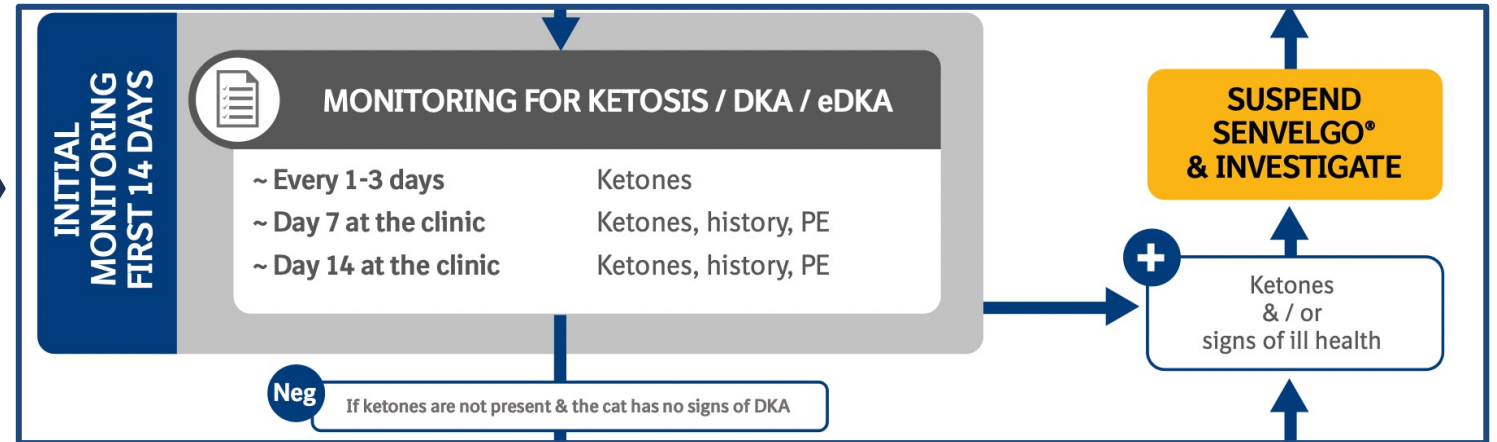 INITIAL
MONITORING
FIRST 14 DAYS
MONITORING FOR KETOSIS / DKA / eDKA
~ Every 1-3 days Ketones
~ Day 7 at the clinic Ketones, history, PE
~ Day 14 at the clinic Ketones, history, PE
Neg
If ketones are not present & the cat has no signs of DKA
SUSPEND
SENVELGO®
& INVESTIGATE
+
Ketones
& / or
signs of ill health